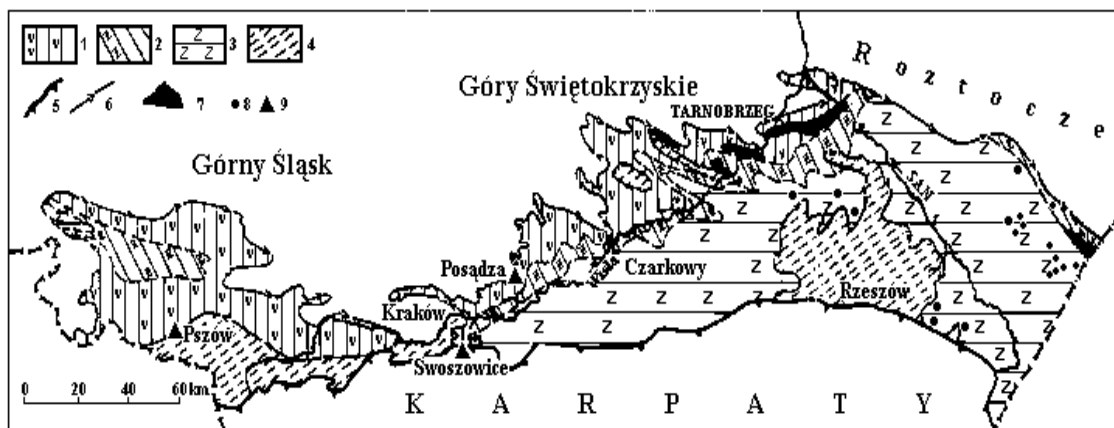 1 2 3 4
5 6 7 8 9
Roztocze
Góry Świętokrzyskie
TARNOBRZEG
Górny Śląsk
SAN
Posądza
Czarkowy
Kraków
Rzeszów
Pszów
Swoszowice
0 20 40 60 km
KARPATY